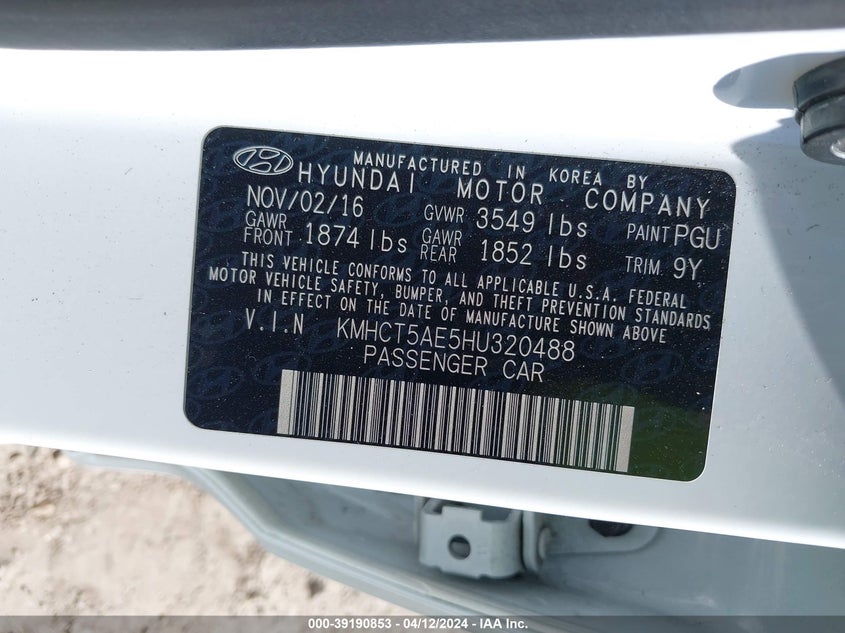 MANUFACTURED IN KOREA BY
HYUNDAI MOTOR COMPANY
NOV/02/16 GVWR 3549 lbs PAINT PGU
GAWR FRONT 1874 lbs GAWR REAR 1852 lbs TRIM 9Y
THIS VEHICLE CONFORMS TO ALL APPLICABLE U.S.A. FEDERAL
MOTOR VEHICLE SAFETY, BUMPER, AND THEFT PREVENTION STANDARDS
IN EFFECT ON THE DATE OF MANUFACTURE SHOWN ABOVE
V.I.N KMHCT5AE5HU320488
PASSENGER CAR
000-39190853 - 04/12/2024 - IAA Inc.